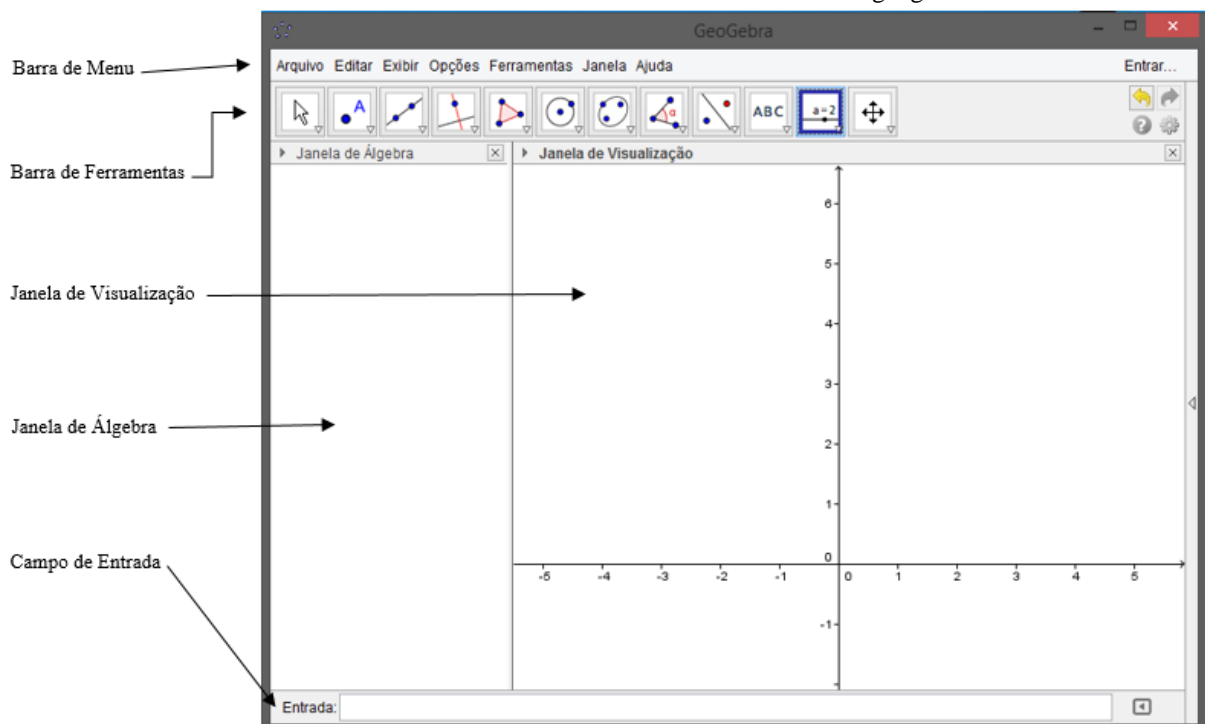 GeoGebra
Barra de Menu
Arquivo Editar Exibir Opções Ferramentas Janela Ajuda
Entrar...
A
α
ABC
a=2
Barra de Ferramentas
Janela de Álgebra
Janela de Visualização
6
5
4
3
2
1
0
-5 -4 -3 -2 -1 0 1 2 3 4 5
-1
Janela de Visualização
Janela de Álgebra
Campo de Entrada
Entrada: